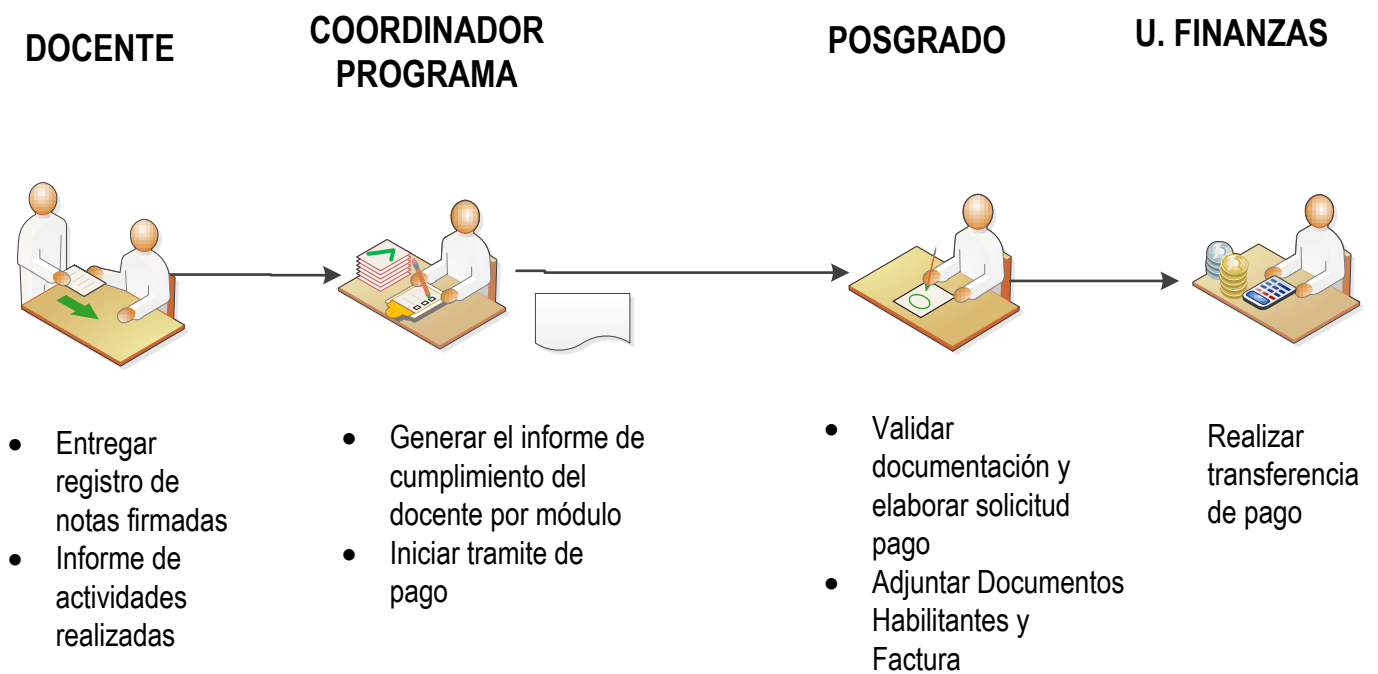 DOCENTE
COORDINADOR
PROGRAMA
POSGRADO
U. FINANZAS
• Entregar
registro de
notas firmadas
• Informe de
actividades
realizadas
• Generar el informe de
cumplimiento del
docente por módulo
• Iniciar tramite de
pago
• Validar
documentación y
elaborar solicitud
pago
• Adjuntar Documentos
Habilitantes y
Factura
Realizar
transferencia
de pago